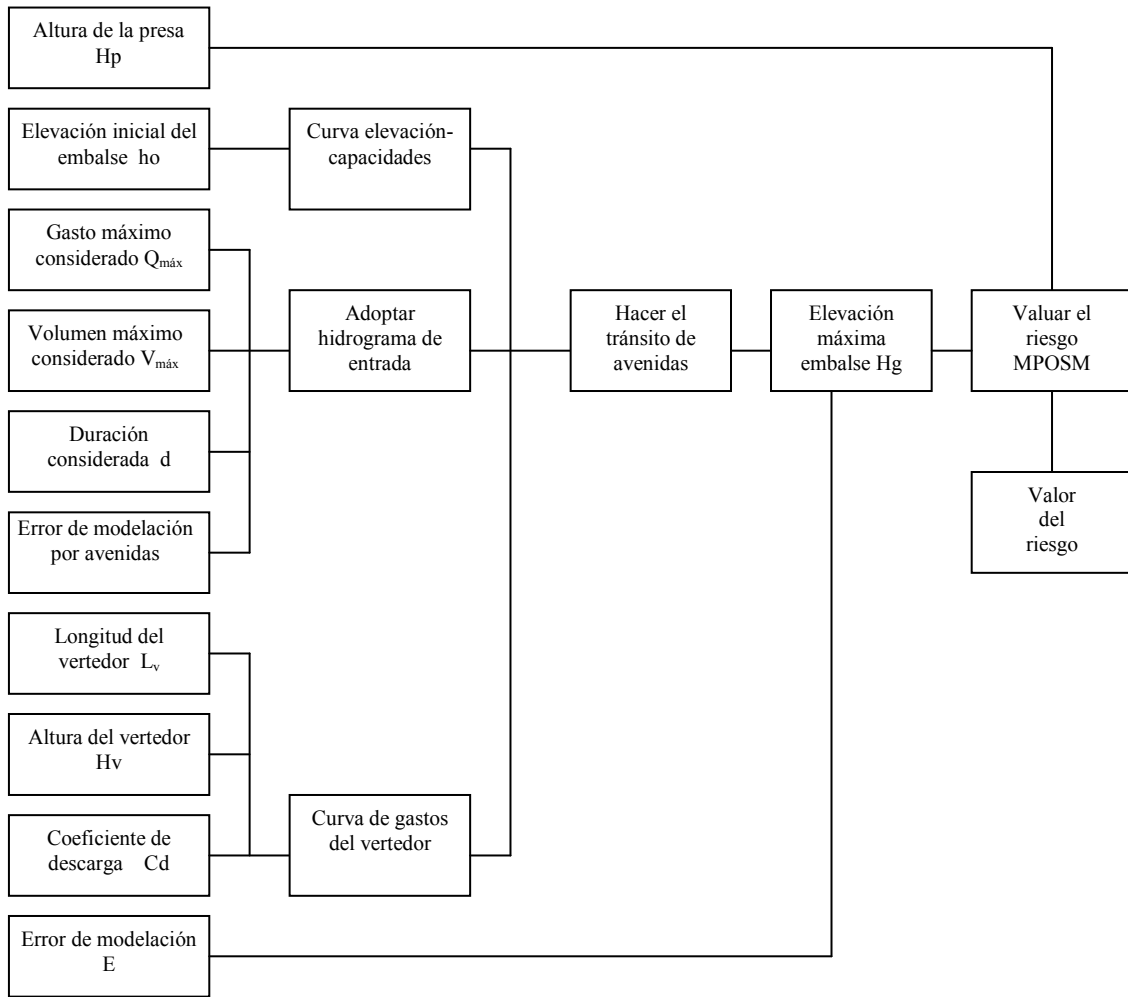 Altura de la presa
Hp
Elevación inicial del
embalse ho
Curva elevación-
capacidades
Gasto máximo
considerado Qmáx
Volumen máximo
considerado Vmáx
Adoptar
hidrograma de
entrada
Hacer el
tránsito de
avenidas
Elevación
máxima
embalse Hg
Valuar el
riesgo
MPOSM
Duración
considerada d
Valor
del
riesgo
Error de modelación
por avenidas
Longitud del
vertedor Lv
Altura del vertedor
Hv
Coeficiente de
descarga Cd
Curva de gastos
del vertedor
Error de modelación
E